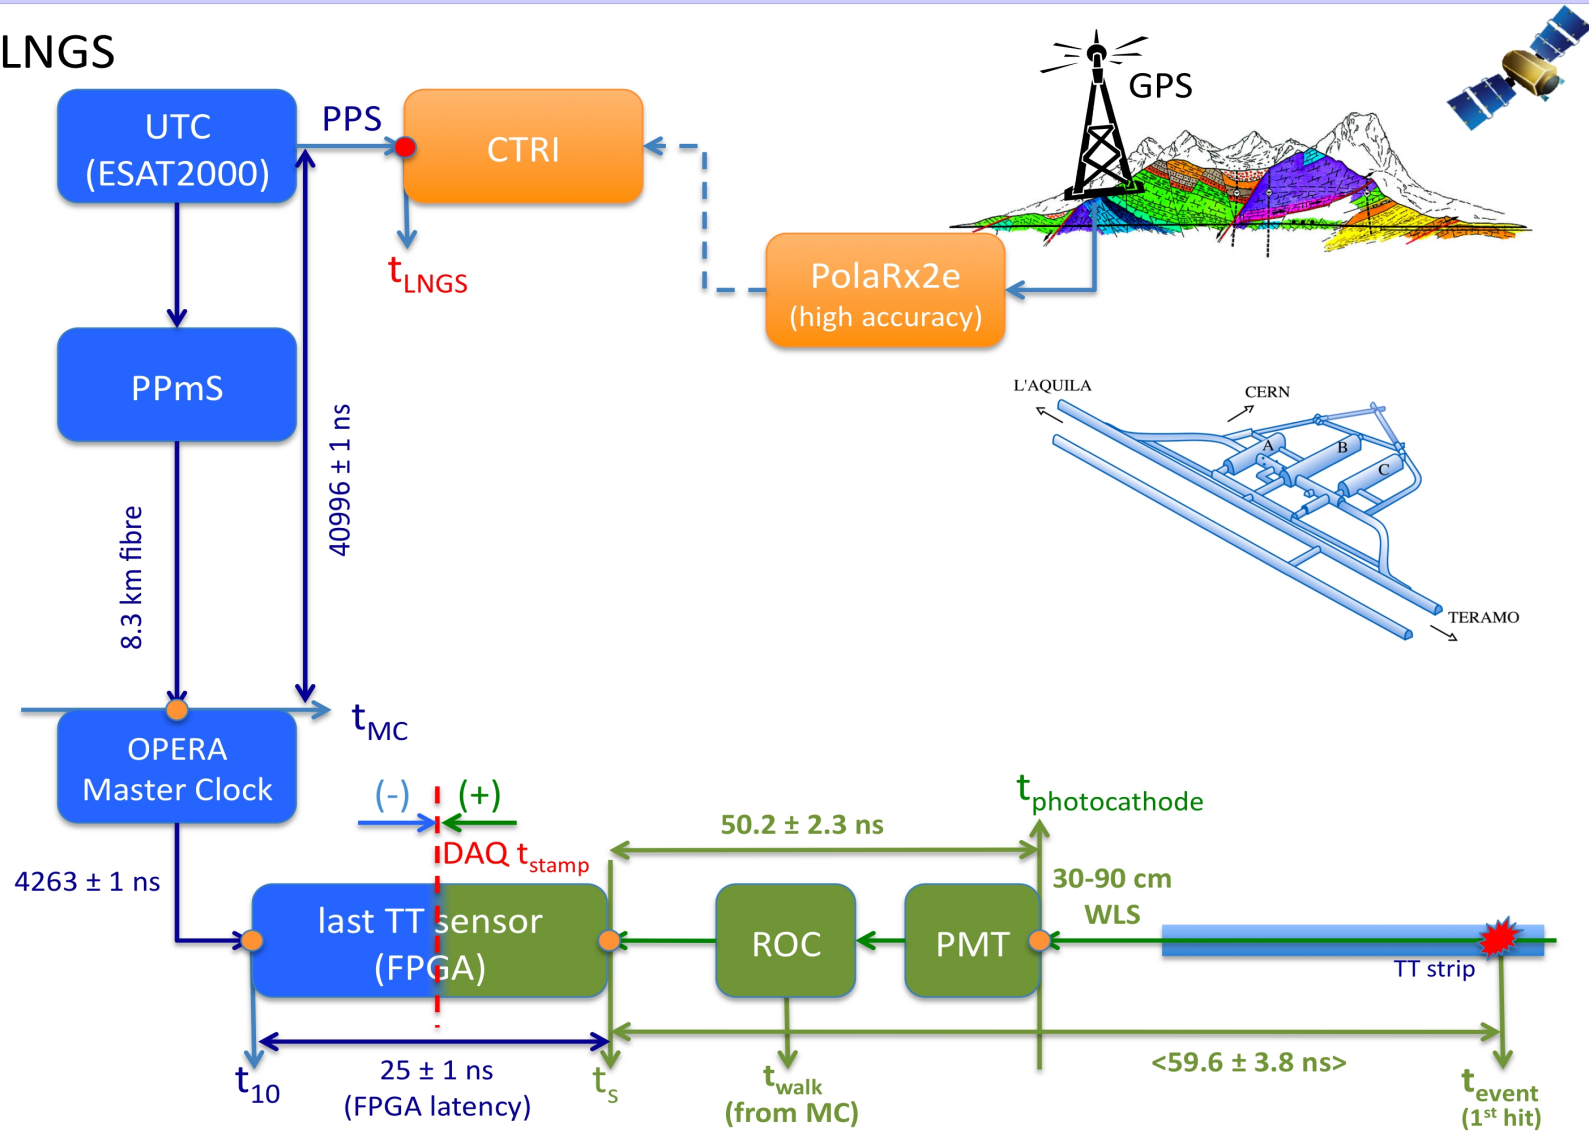 LNGS
GPS
UTC
(ESAT2000)
PPS
CTRI
tLNGS
PolaRx2e
(high accuracy)
PPmS
40996 ± 1 ns
8.3 km fibre
L'AQUILA
CERN
A
B
C
TERAMO
tMC
OPERA
Master Clock
(-)
(+)
DAQ tstamp
4263 ± 1 ns
50.2 ± 2.3 ns
tphotocathode
30-90 cm
WLS
last TT sensor
(FPGA)
ROC
PMT
TT strip
t10
25 ± 1 ns
(FPGA latency)
ts
twalk
(from MC)
<59.6 ± 3.8 ns>
tevent
(1st hit)